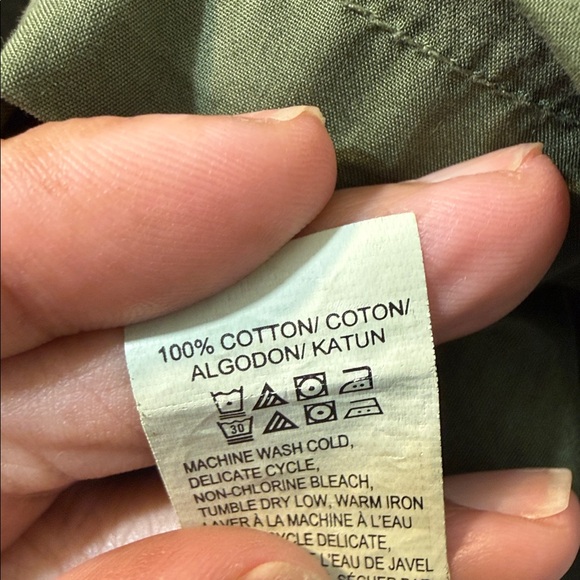 100% COTTON/ COTON/
ALGODON/ KATUN
30
MACHINE WASH COLD,
DELICATE CYCLE,
NON-CHLORINE BLEACH,
TUMBLE DRY LOW, WARM IRON
LAVER À LA MACHINE À L'EAU
CYCLE DELICATE,
L'EAU DE JAVEL